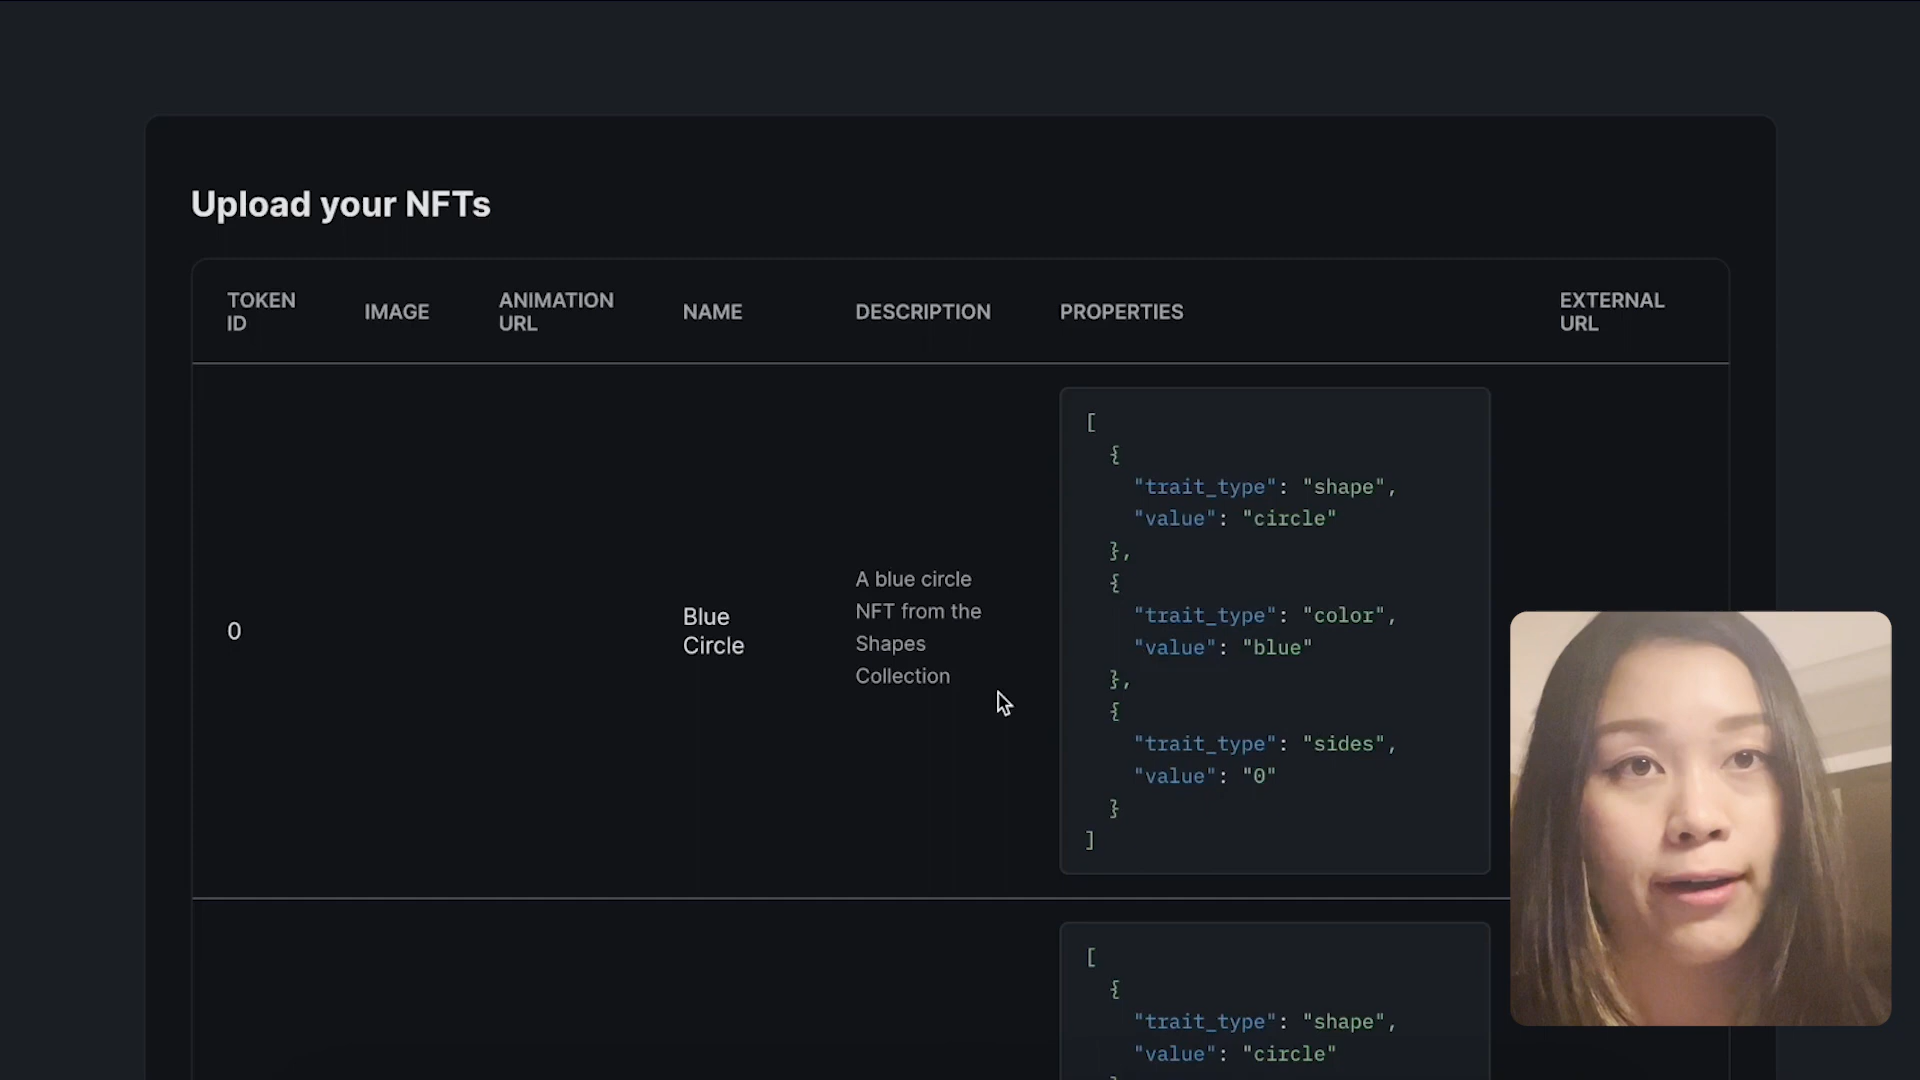 Upload your NFTs
TOKEN
ID
IMAGE
ANIMATION
URL
NAME
DESCRIPTION
PROPERTIES
EXTERNAL
URL
0
Blue
Circle
A blue circle
NFT from the
Shapes
Collection
[
{
"trait_type": "shape",
"value": "circle"
},
{
"trait_type": "color",
"value": "blue"
},
{
"trait_type": "sides",
"value": "0"
}
]
[
{
"trait_type": "shape",
"value": "circle"